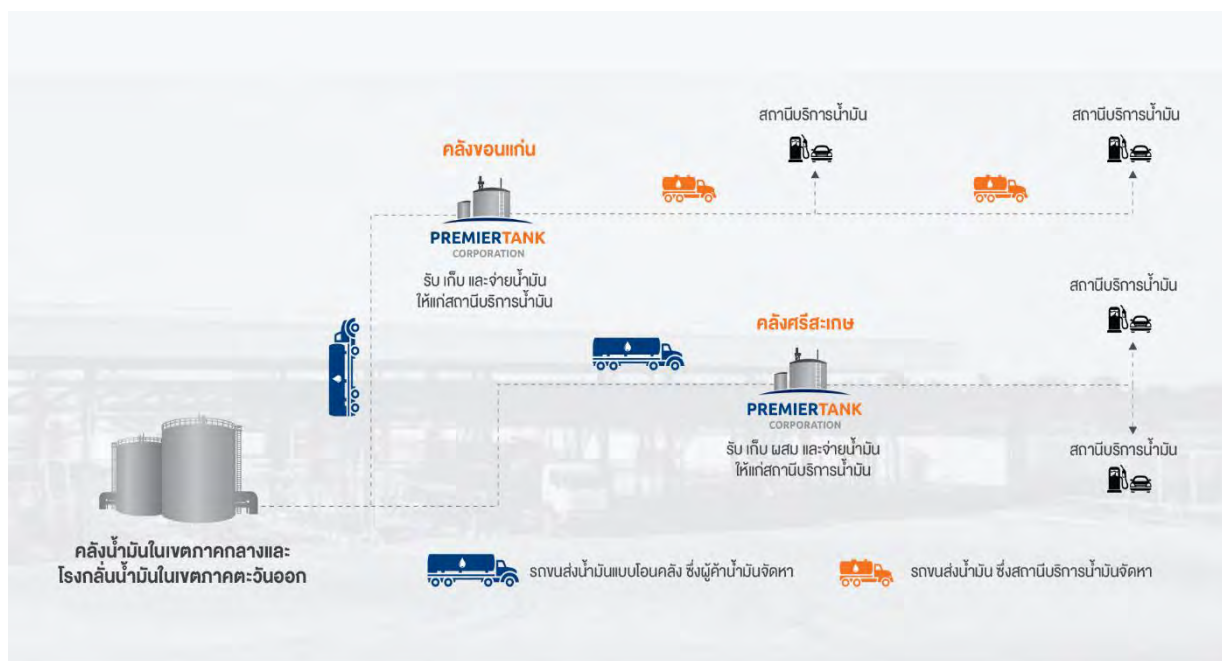 สถานีบริการน้ำมัน
สถานีบริการน้ำมัน
คลังขอนแก่น
PREMIERTANK
CORPORATION
รับ เก็บ และจ่ายน้ำมัน
ให้แก่สถานีบริการน้ำมัน
สถานีบริการน้ำมัน
คลังศรีสะเกษ
PREMIERTANK
CORPORATION
รับ เก็บ ผสม และจ่ายน้ำมัน
ให้แก่สถานีบริการน้ำมัน
สถานีบริการน้ำมัน
คลังน้ำมันในเขตภาคกลางและ
โรงกลั่นน้ำมันในเขตภาคตะวันออก
รถขนส่งน้ำมันแบบโอนคลัง ซึ่งผู้ค้าน้ำมันจัดหา
รถขนส่งน้ำมัน ซึ่งสถานีบริการน้ำมันจัดหา